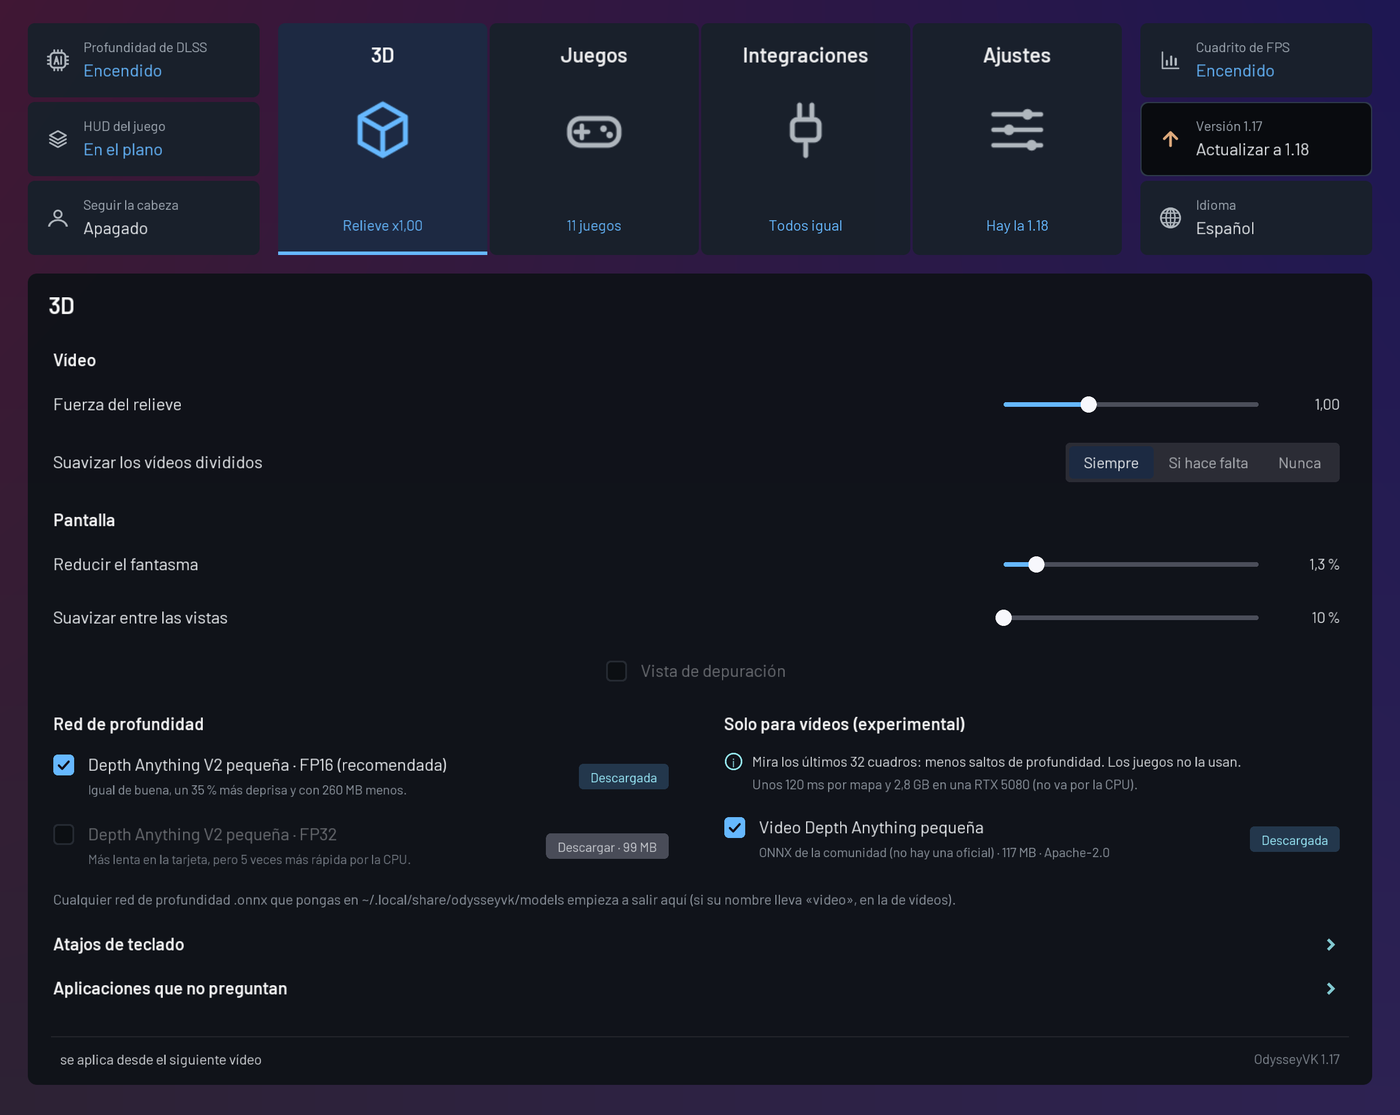 Profundidad de DLSS
Encendido
HUD del juego
En el plano
Seguir la cabeza
Apagado
3D
Relieve x1,00
Juegos
11 juegos
Integraciones
Todos igual
Ajustes
Hay la 1.18
Cuadrito de FPS
Encendido
Versión 1.17
Actualizar a 1.18
Idioma
Español
3D
Vídeo
Fuerza del relieve
1,00
Suavizar los vídeos divididos
Siempre
Si hace falta
Nunca
Pantalla
Reducir el fantasma
1,3 %
Suavizar entre las vistas
10 %
Vista de depuración
Red de profundidad
Depth Anything V2 pequeña · FP16 (recomendada)
Igual de buena, un 35 % más deprisa y con 260 MB menos.
Descargada
Depth Anything V2 pequeña · FP32
Más lenta en la tarjeta, pero 5 veces más rápida por la CPU.
Descargar · 99 MB
Solo para vídeos (experimental)
Mira los últimos 32 cuadros: menos saltos de profundidad. Los juegos no la usan.
Unos 120 ms por mapa y 2,8 GB en una RTX 5080 (no va por la CPU).
Video Depth Anything pequeña
ONNX de la comunidad (no hay una oficial) · 117 MB · Apache-2.0
Descargada
Cualquier red de profundidad .onnx que pongas en ~/.local/share/odysseyvk/models empieza a salir aquí (si su nombre lleva «video», en la de vídeos).
Atajos de teclado
Aplicaciones que no preguntan
se aplica desde el siguiente vídeo
OdysseyVK 1.17